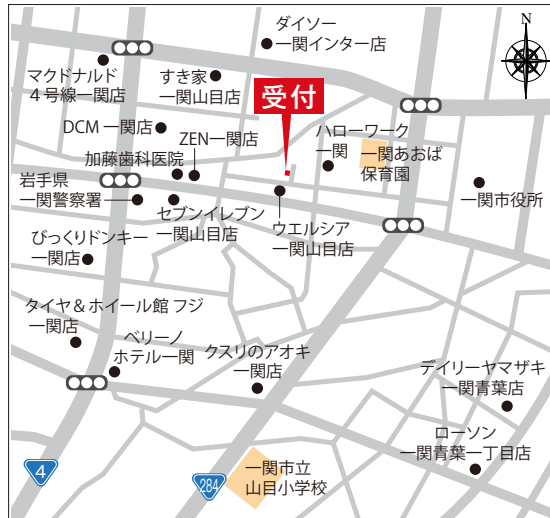 ダイソー
一関インター店
N
マクドナルド
4号線一関店
すき家
一関山目店
受付
DCM一関店
ZEN一関店
ハローワーク
一関
一関あおば
保育園
加藤歯科医院
岩手県
一関警察署
セブンイレブン
一関山目店
ウエルシア
一関山目店
一関市役所
びっくりドンキー
一関店
タイヤ&ホイール館 フジ
一関店
ベリーノ
ホテル一関
クスリのアオキ
一関店
デイリーヤマザキ
一関青葉店
ローソン
一関青葉一丁目店
4
284
一関市立
山目小学校